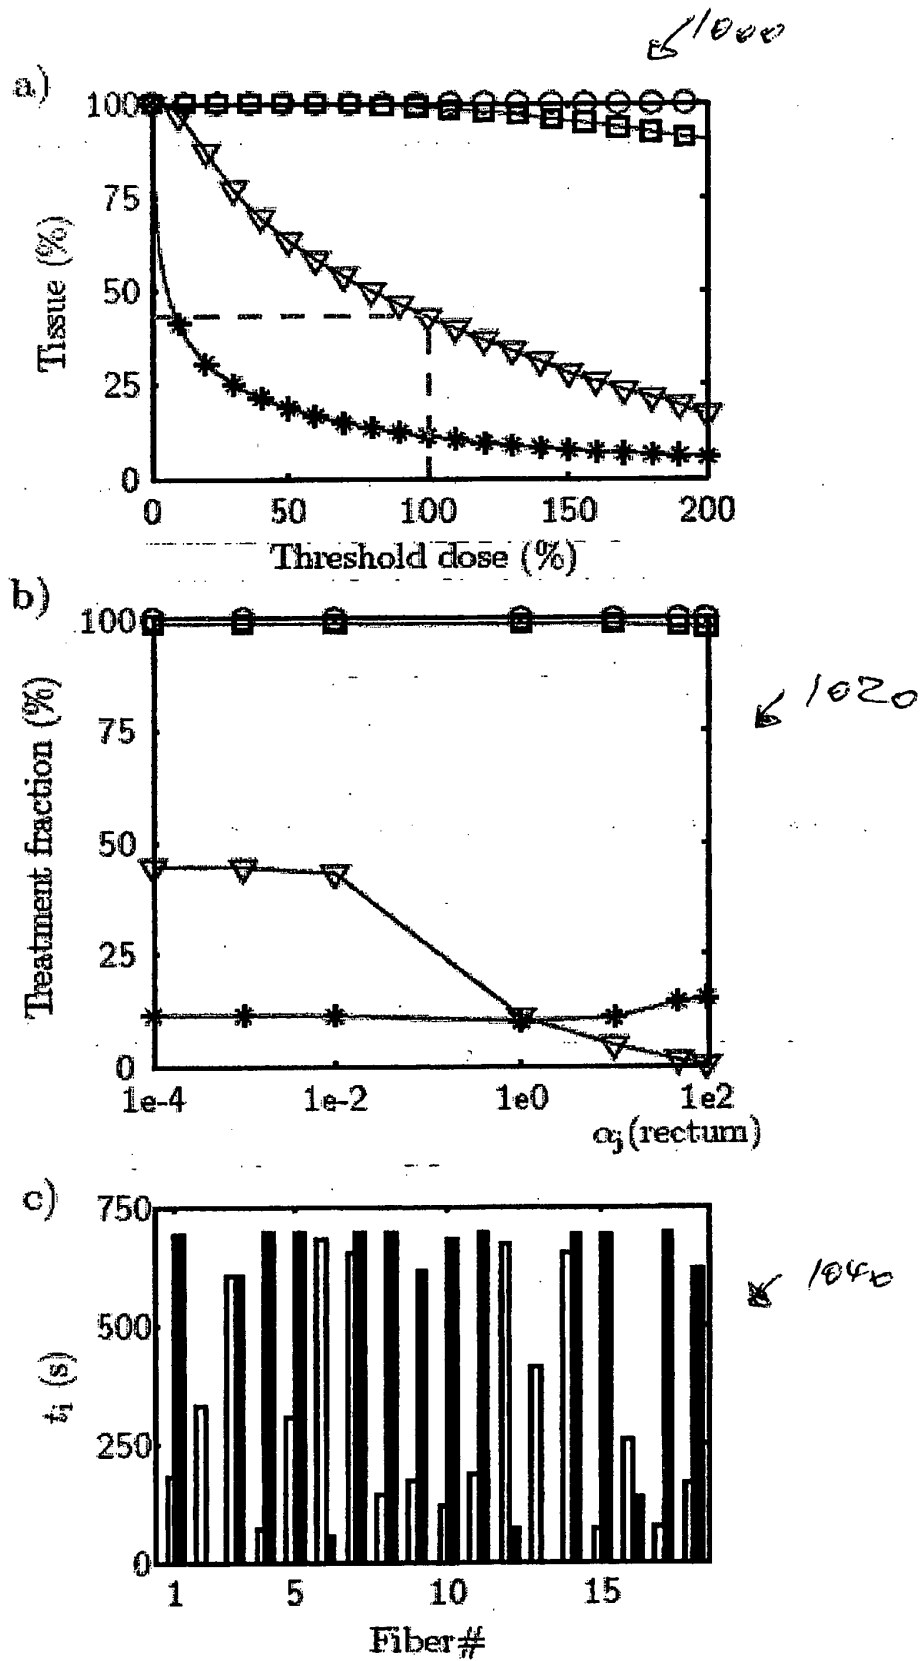 1000
a)
100
75
50
25
0
Tissue (%)
0 50 100 150 200
Threshold dose (%)
b)
100
75
50
25
0
Treatment fraction (%)
1e-4 1e-2 1e0 1e2
αj(rectum)
1020
c)
750
500
250
0
ti (s)
1 5 10 15
Fiber#
1040